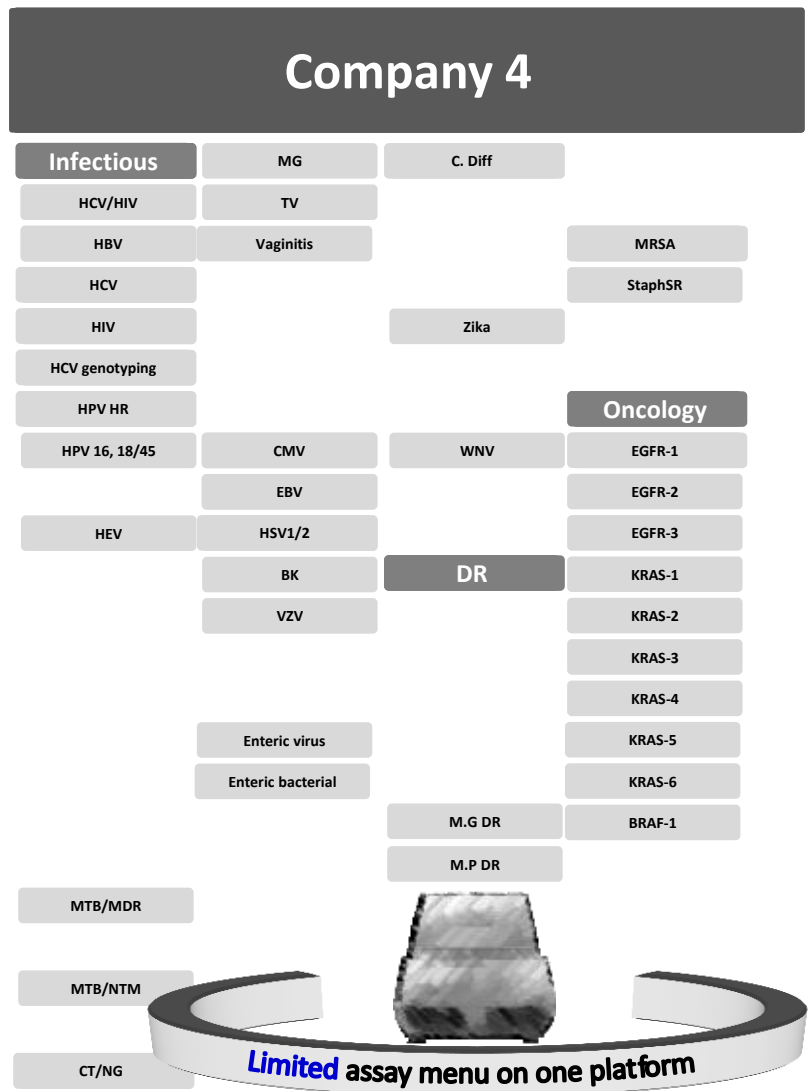 Company 4
Infectious
HCV/HIV
HBV
HCV
HIV
HCV genotyping
HPV HR
HPV 16, 18/45
HEV
MTB/MDR
MTB/NTM
CT/NG
MG
TV
Vaginitis
CMV
EBV
HSV1/2
BK
VZV
Enteric virus
Enteric bacterial
C. Diff
Zika
WNV
DR
M.G DR
M.P DR
MRSA
StaphSR
Oncology
EGFR-1
EGFR-2
EGFR-3
KRAS-1
KRAS-2
KRAS-3
KRAS-4
KRAS-5
KRAS-6
BRAF-1
Limited assay menu on one platform